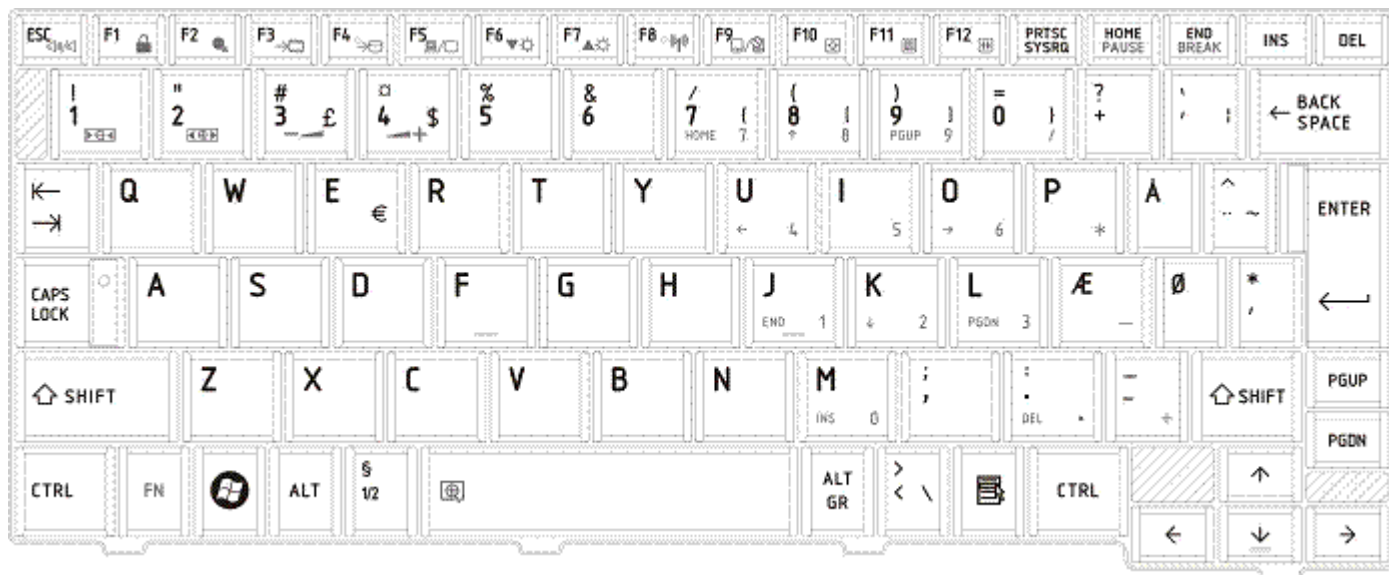 ESC F1 F2 F3 F4 F5 F6 F7 F8 F9 F10 F11 F12 PRTSC SYSRQ HOME PAUSE END BREAK INS DEL
! " # ¤ % & / ( ) = ? `
1 2 3 £ 4 $ 5 6 7 { 8 [ 9 ] 0 } + ´ | ← BACK SPACE
HOME 7 ↑ 8 PGUP 9 /
Q W E R T Y U I O P Å ^ ENTER
€ ← 4 5 → 6 * ¨ ~
CAPS LOCK A S D F G H J K L Æ Ø * '
END 1 ↓ 2 PGDN 3 –
SHIFT Z X C V B N M ; , : . _ - SHIFT PGUP
INS 0 DEL . ÷
PGDN
CTRL FN ALT § 1/2 ALT GR > < \ CTRL ↑
← ↓ →